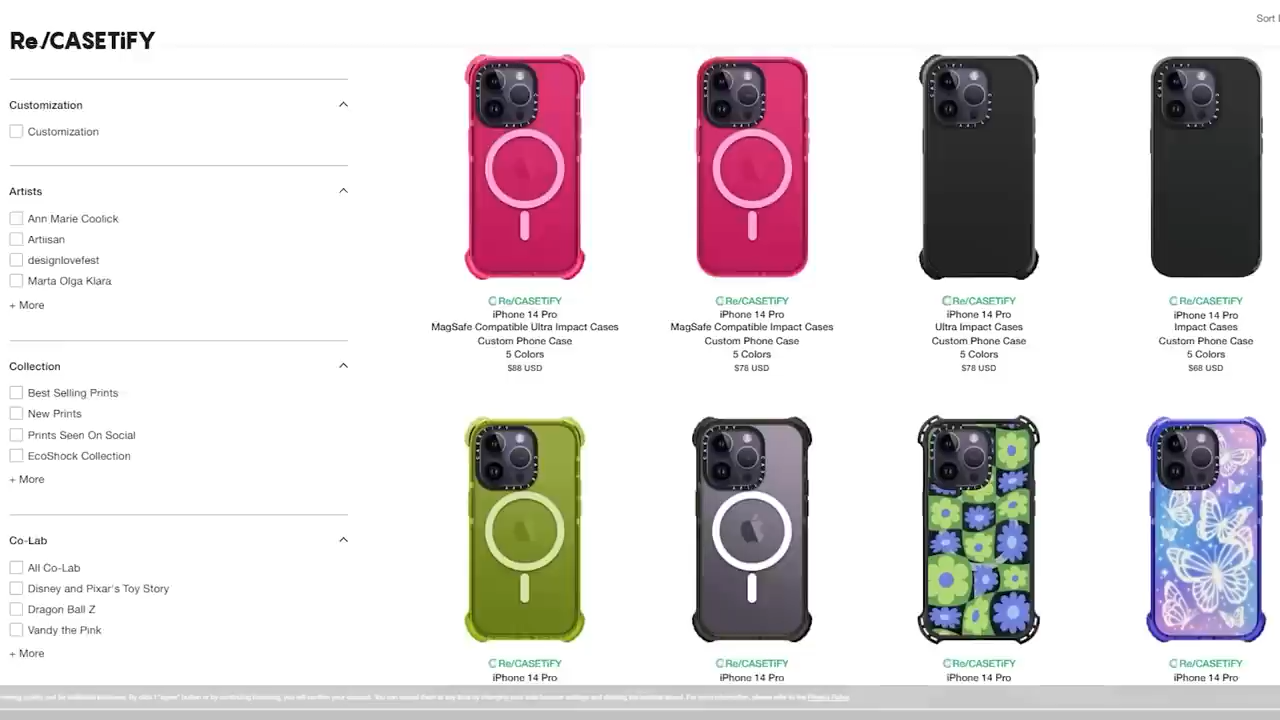 Sort
Re/CASETiFY
Customization
Customization
Artists
Ann Marie Coolick
Artiisan
designlovefest
Marta Olga Klara
+ More
Collection
Best Selling Prints
New Prints
Prints Seen On Social
EcoShock Collection
+ More
Co-Lab
All Co-Lab
Disney and Pixar's Toy Story
Dragon Ball Z
Vandy the Pink
+ More
Re/CASETiFY
iPhone 14 Pro
MagSafe Compatible Ultra Impact Cases
Custom Phone Case
5 Colors
$88 USD
Re/CASETiFY
iPhone 14 Pro
MagSafe Compatible Impact Cases
Custom Phone Case
5 Colors
$78 USD
Re/CASETiFY
iPhone 14 Pro
Ultra Impact Cases
Custom Phone Case
5 Colors
$78 USD
Re/CASETiFY
iPhone 14 Pro
Impact Cases
Custom Phone Case
5 Colors
$68 USD
Re/CASETiFY
iPhone 14 Pro
Re/CASETiFY
iPhone 14 Pro
Re/CASETiFY
iPhone 14 Pro
Re/CASETiFY
iPhone 14 Pro
Privacy Policy